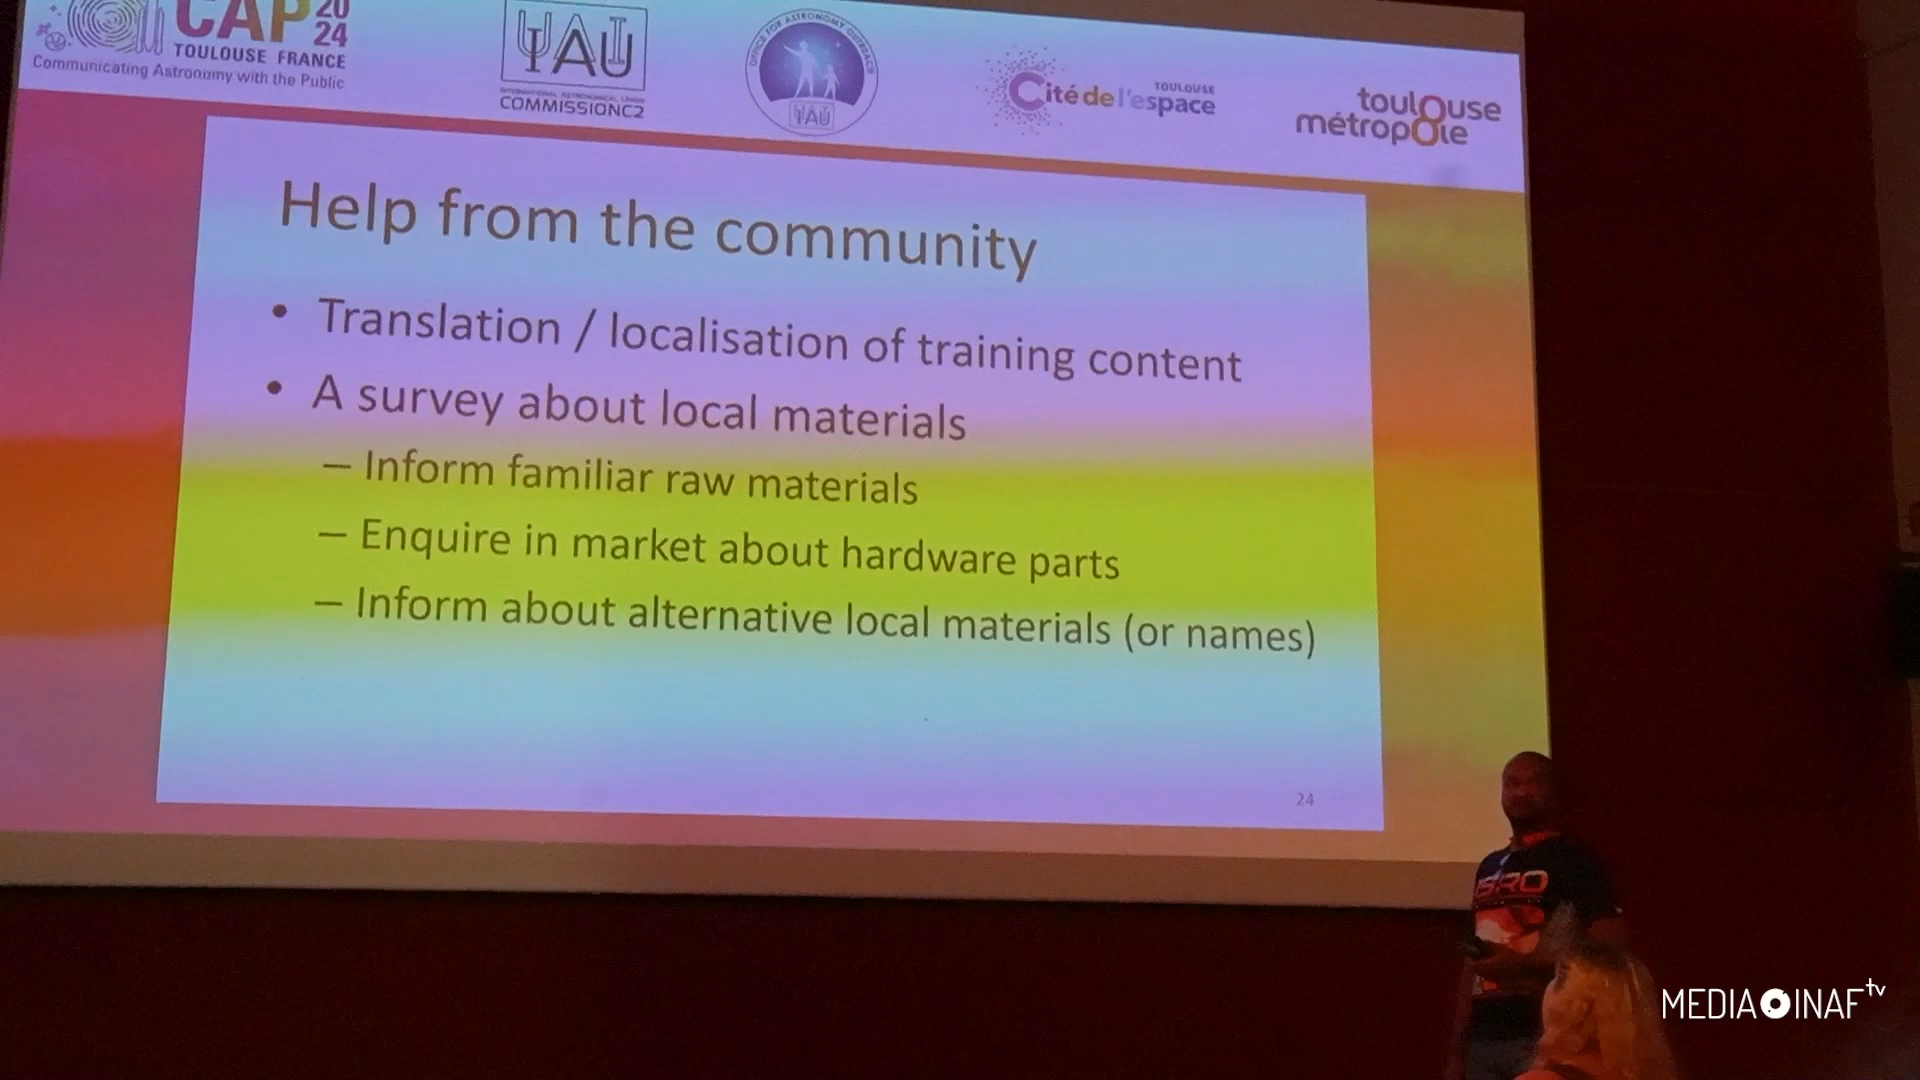 CAP 2024
TOULOUSE FRANCE
Communicating Astronomy with the Public
IAU
INTERNATIONAL ASTRONOMICAL UNION
COMMISSION C2
OFFICE FOR ASTRONOMY OUTREACH
IAU
Cité de l'espace
TOULOUSE
toulouse
métropole
Help from the community
• Translation / localisation of training content
• A survey about local materials
– Inform familiar raw materials
– Enquire in market about hardware parts
– Inform about alternative local materials (or names)
24
ISRO
MEDIA INAF tv